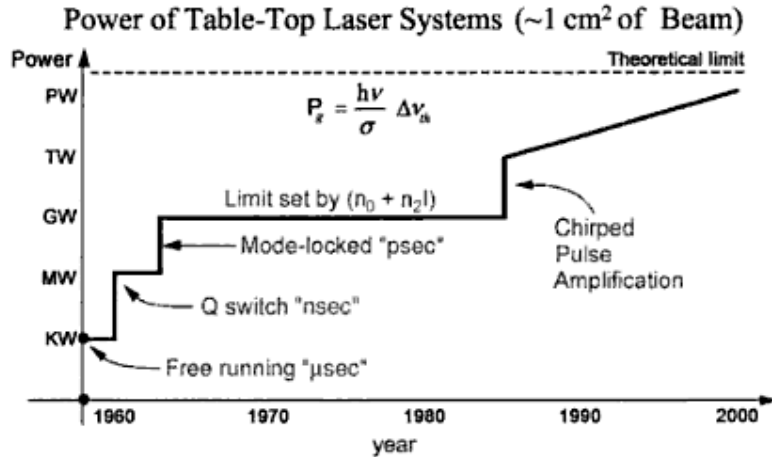 Power of Table-Top Laser Systems (~1 cm² of Beam)
Power
Theoretical limit
PW
P_g = hν/σ Δν_th
TW
Limit set by (n₀ + n₂I)
GW
Chirped
Pulse
Amplification
Mode-locked "psec"
MW
Q switch "nsec"
KW
Free running "μsec"
1960 1970 1980 1990 2000
year